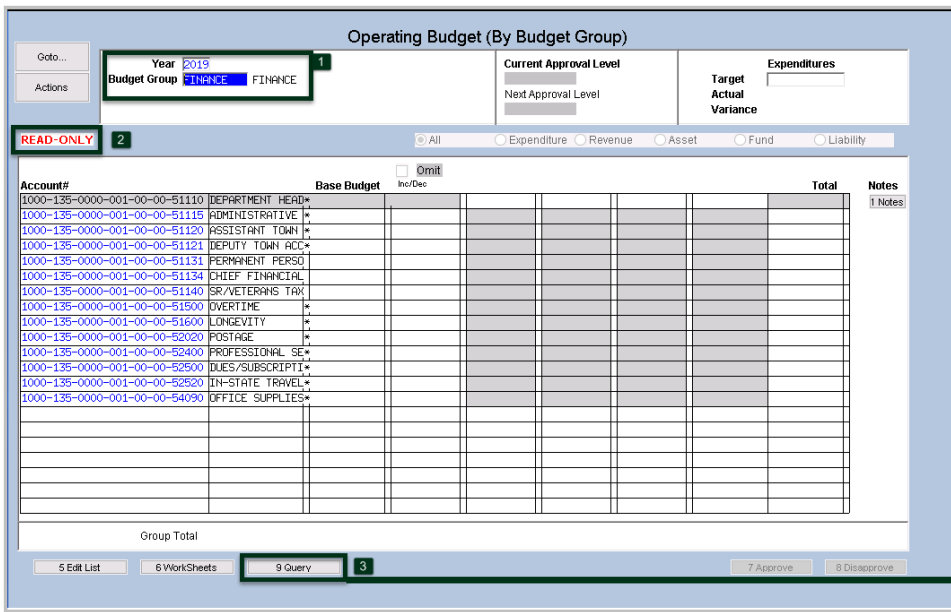 Operating Budget (By Budget Group)
Goto...
Actions
Year 2019
Budget Group FINANCE FINANCE
1
Current Approval Level
Next Approval Level
Expenditures
Target
Actual
Variance
READ-ONLY 2
All Expenditure Revenue Asset Fund Liability
Omit
Account# Base Budget Inc/Dec Total Notes
1000-135-0000-001-00-00-51110 DEPARTMENT HEAD* 1 Notes
1000-135-0000-001-00-00-51115 ADMINISTRATIVE *
1000-135-0000-001-00-00-51120 ASSISTANT TOWN *
1000-135-0000-001-00-00-51121 DEPUTY TOWN ACC*
1000-135-0000-001-00-00-51131 PERMANENT PERSO
1000-135-0000-001-00-00-51134 CHIEF FINANCIAL
1000-135-0000-001-00-00-51140 SR/VETERANS TAX
1000-135-0000-001-00-00-51500 OVERTIME *
1000-135-0000-001-00-00-51600 LONGEVITY *
1000-135-0000-001-00-00-52020 POSTAGE *
1000-135-0000-001-00-00-52400 PROFESSIONAL SE*
1000-135-0000-001-00-00-52500 DUES/SUBSCRIPTI*
1000-135-0000-001-00-00-52520 IN-STATE TRAVEL*
1000-135-0000-001-00-00-54090 OFFICE SUPPLIES*
Group Total
5 Edit List 6 WorkSheets 9 Query 3 7 Approve 8 Disapprove